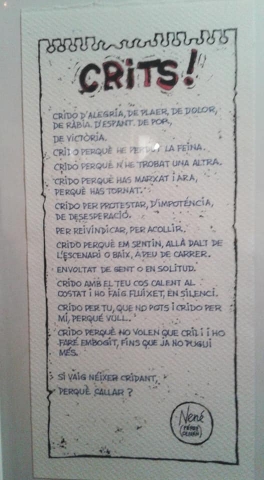 CRITS!
CRIDO D'ALEGRIA, DE PLAER, DE DOLOR,
DE RÀBIA, D'ESPANT, DE POR,
DE VICTÒRIA.
CRIDO PERQUÈ HE PERDUT LA FEINA.
CRIDO PERQUÈ N'HE TROBAT UNA ALTRA.
CRIDO PERQUÈ HAS MARXAT I ARA,
PERQUÈ HAS TORNAT.
CRIDO PER PROTESTAR, D'IMPOTÈNCIA,
DE DESESPERACIÓ.
PER REIVINDICAR, PER ACOLLIR.
CRIDO PERQUÈ EM SENTIN, ALLÀ DALT DE
L'ESCENARI O BAIX, A PEU DE CARRER.
ENVOLTAT DE GENT O EN SOLITUD.
CRIDO AMB EL TEU COS CALENT AL
COSTAT I HO FAIG FLUIXET, EN SILENCI.
CRIDO PER TU, QUE NO POTS I CRIDO PER
MI, PERQUÈ VULL.
CRIDO PERQUÈ NO VOLEN QUE CRIDI I HO
FARÉ EMBOGIT, FINS QUE JA NO PUGUI
MÉS.
SI VAIG NÉIXER CRIDANT,
PERQUÈ CALLAR?
Nené